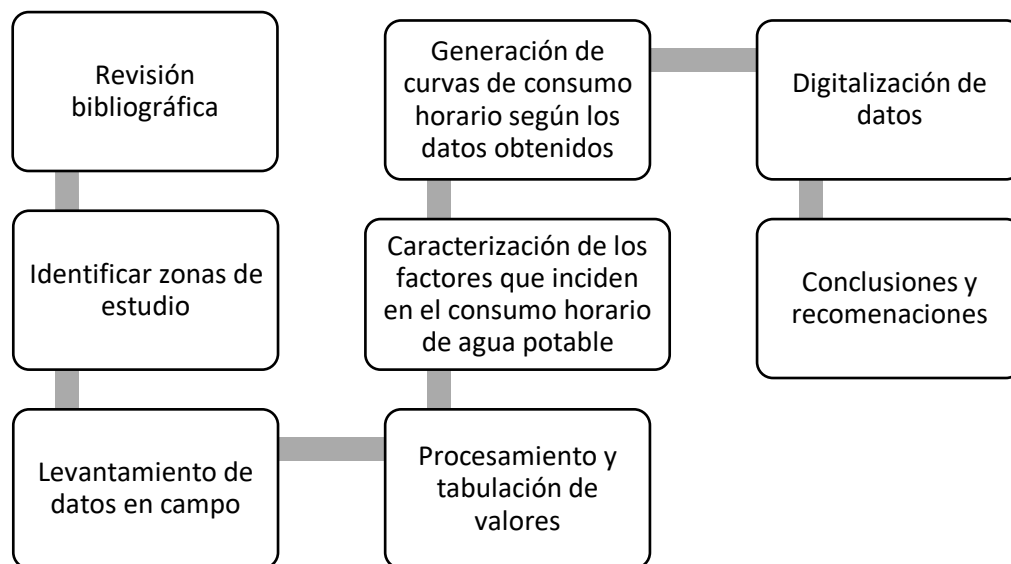 Revisión
bibliográfica
Identificar zonas de
estudio
Levantamiento de
datos en campo
Procesamiento y
tabulación de
valores
Caracterización de los
factores que inciden
en el consumo horario
de agua potable
Generación de
curvas de consumo
horario según los
datos obtenidos
Digitalización de
datos
Conclusiones y
recomenaciones